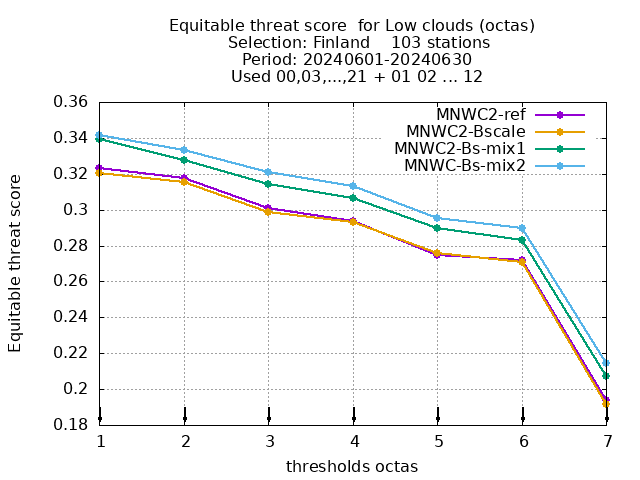 Equitable threat score  for Low clouds (octas)
Selection: Finland    103 stations
Period: 20240601-20240630
Used 00,03,...,21 + 01 02 ... 12
MNWC2-ref
MNWC2-Bscale
MNWC2-Bs-mix1
MNWC-Bs-mix2
Equitable threat score
0.36
0.34
0.32
0.3
0.28
0.26
0.24
0.22
0.2
0.18
1 2 3 4 5 6 7
thresholds octas